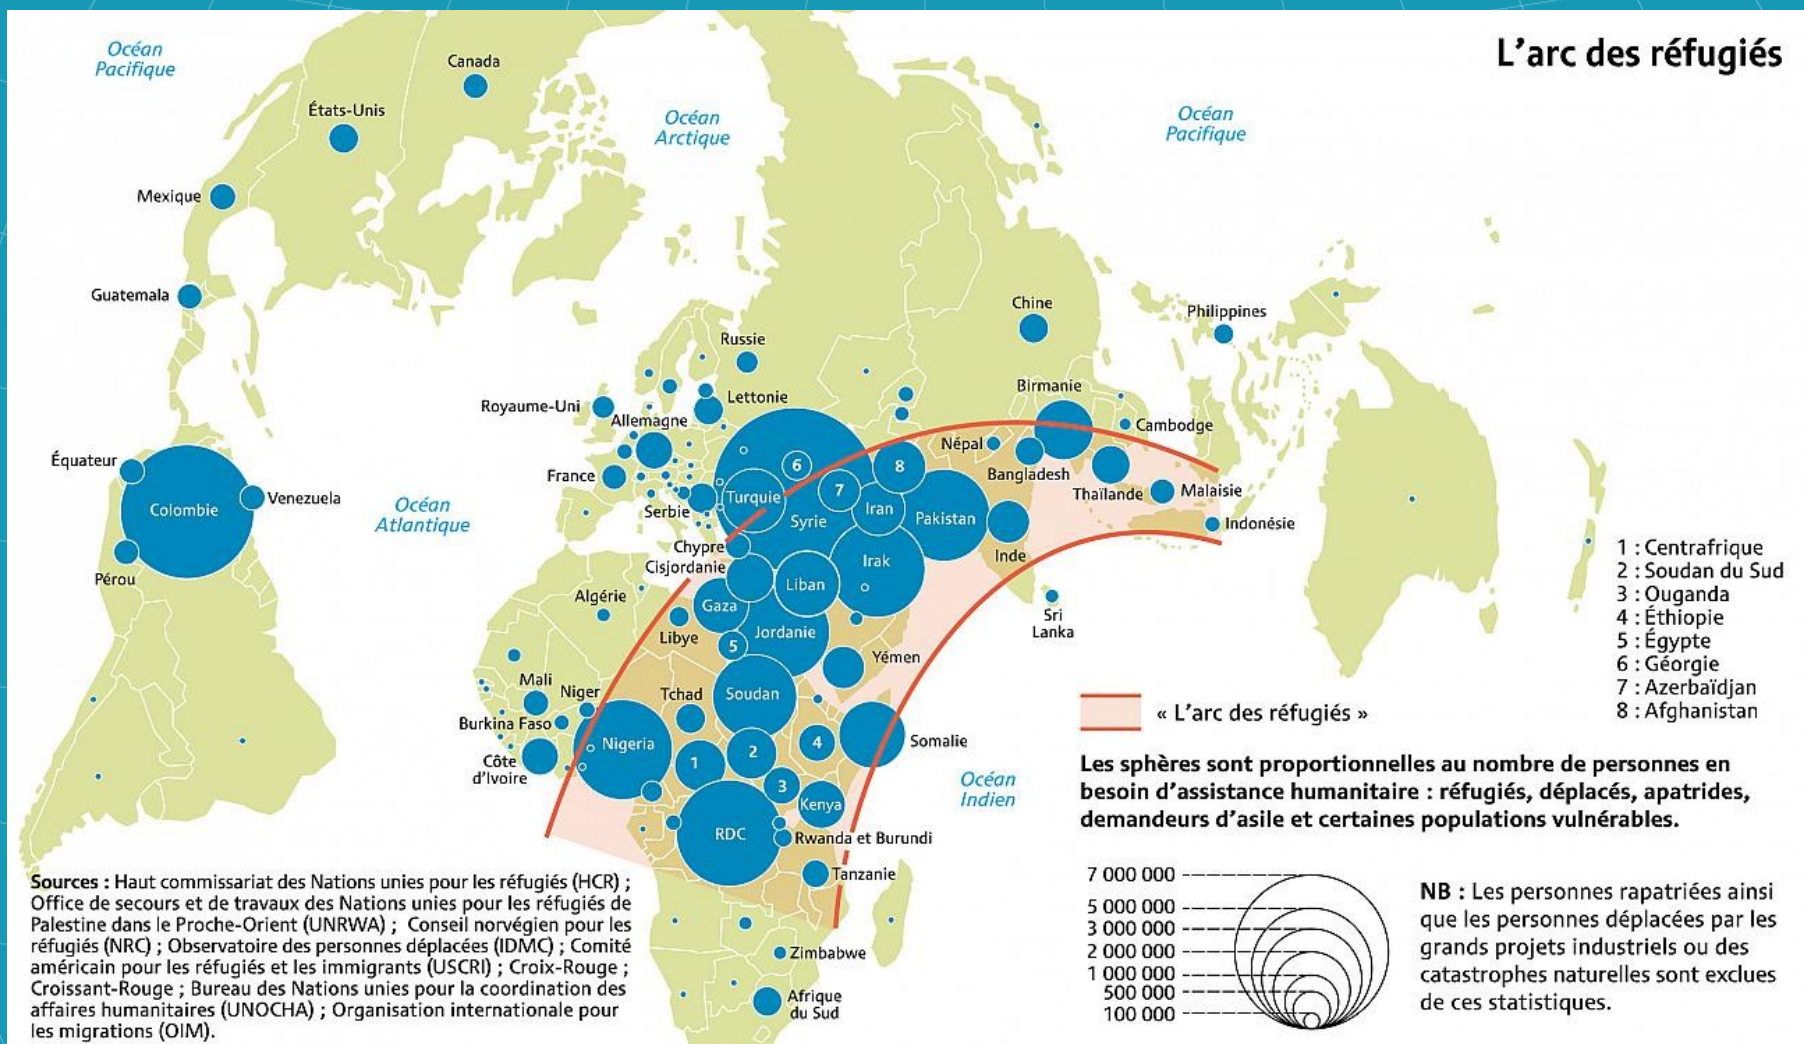 L'arc des réfugiés
Océan
Pacifique
Canada
États-Unis
Océan
Arctique
Océan
Pacifique
Mexique
Guatemala
Chine
Philippines
Russie
Birmanie
Royaume-Uni
Lettonie
Allemagne
Cambodge
Népal
Équateur
6
8
Bangladesh
France
Colombie
Venezuela
Océan
Atlantique
Turquie
7
Thaïlande
Malaisie
Serbie
Syrie
Iran
Pakistan
Indonésie
Chypre
Inde
Cisjordanie
Irak
Pérou
Liban
Algérie
Gaza
Sri
Lanka
Libye
Jordanie
5
Yémen
Mali
Niger
Tchad
Soudan
Burkina Faso
Nigeria
2
4
Somalie
Côte
d'Ivoire
1
3
Kenya
Océan
Indien
RDC
Rwanda et Burundi
Tanzanie
Zimbabwe
Afrique
du Sud
1 : Centrafrique
2 : Soudan du Sud
3 : Ouganda
4 : Éthiopie
5 : Égypte
6 : Géorgie
7 : Azerbaïdjan
8 : Afghanistan
« L'arc des réfugiés »
Les sphères sont proportionnelles au nombre de personnes en
besoin d'assistance humanitaire : réfugiés, déplacés, apatrides,
demandeurs d'asile et certaines populations vulnérables.
7 000 000
5 000 000
3 000 000
2 000 000
1 000 000
500 000
100 000
NB : Les personnes rapatriées ainsi
que les personnes déplacées par les
grands projets industriels ou des
catastrophes naturelles sont exclues
de ces statistiques.
Sources : Haut commissariat des Nations unies pour les réfugiés (HCR) ;
Office de secours et de travaux des Nations unies pour les réfugiés de
Palestine dans le Proche-Orient (UNRWA) ; Conseil norvégien pour les
réfugiés (NRC) ; Observatoire des personnes déplacées (IDMC) ; Comité
américain pour les réfugiés et les immigrants (USCRI) ; Croix-Rouge ;
Croissant-Rouge ; Bureau des Nations unies pour la coordination des
affaires humanitaires (UNOCHA) ; Organisation internationale pour
les migrations (OIM).